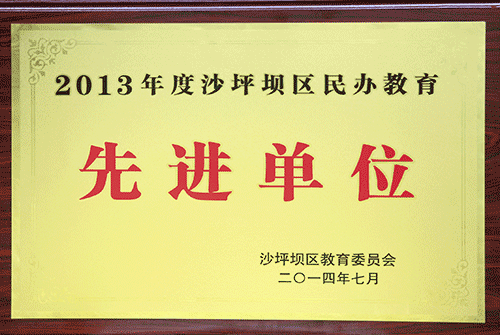 2013年度沙坪坝区民办教育
先进单位
沙坪坝区教育委员会
二〇一四年七月